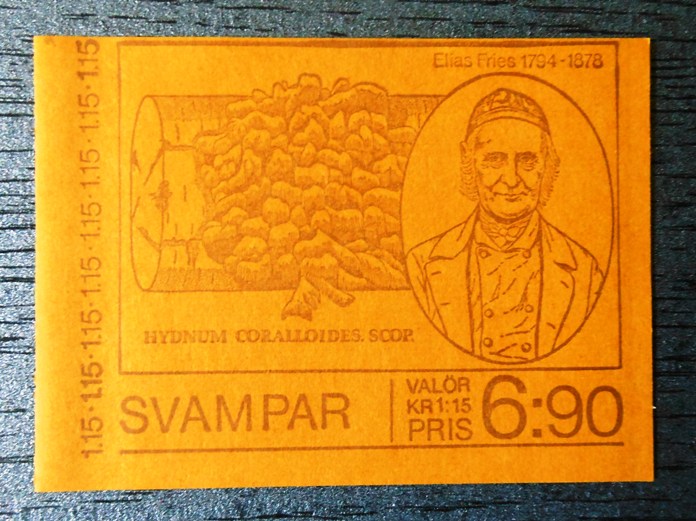 Elias Fries 1794-1878
HYDNUM CORALLOIDES. SCOP.
1.15·1.15·1.15·1.15·1.15·1.15·1.15
SVAMPAR
VALÖR
KR 1:15
PRIS
6:90